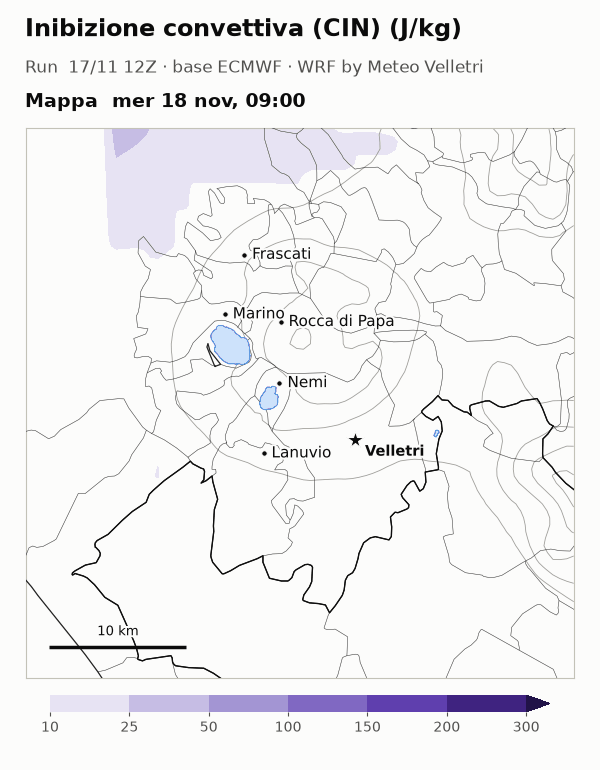 Inibizione convettiva (CIN) (J/kg)
Run  17/11 12Z · base ECMWF · WRF by Meteo Velletri
Mappa  mer 18 nov, 09:00
Frascati
Marino
Rocca di Papa
Nemi
Velletri
Lanuvio
10 km
10 25 50 100 150 200 300